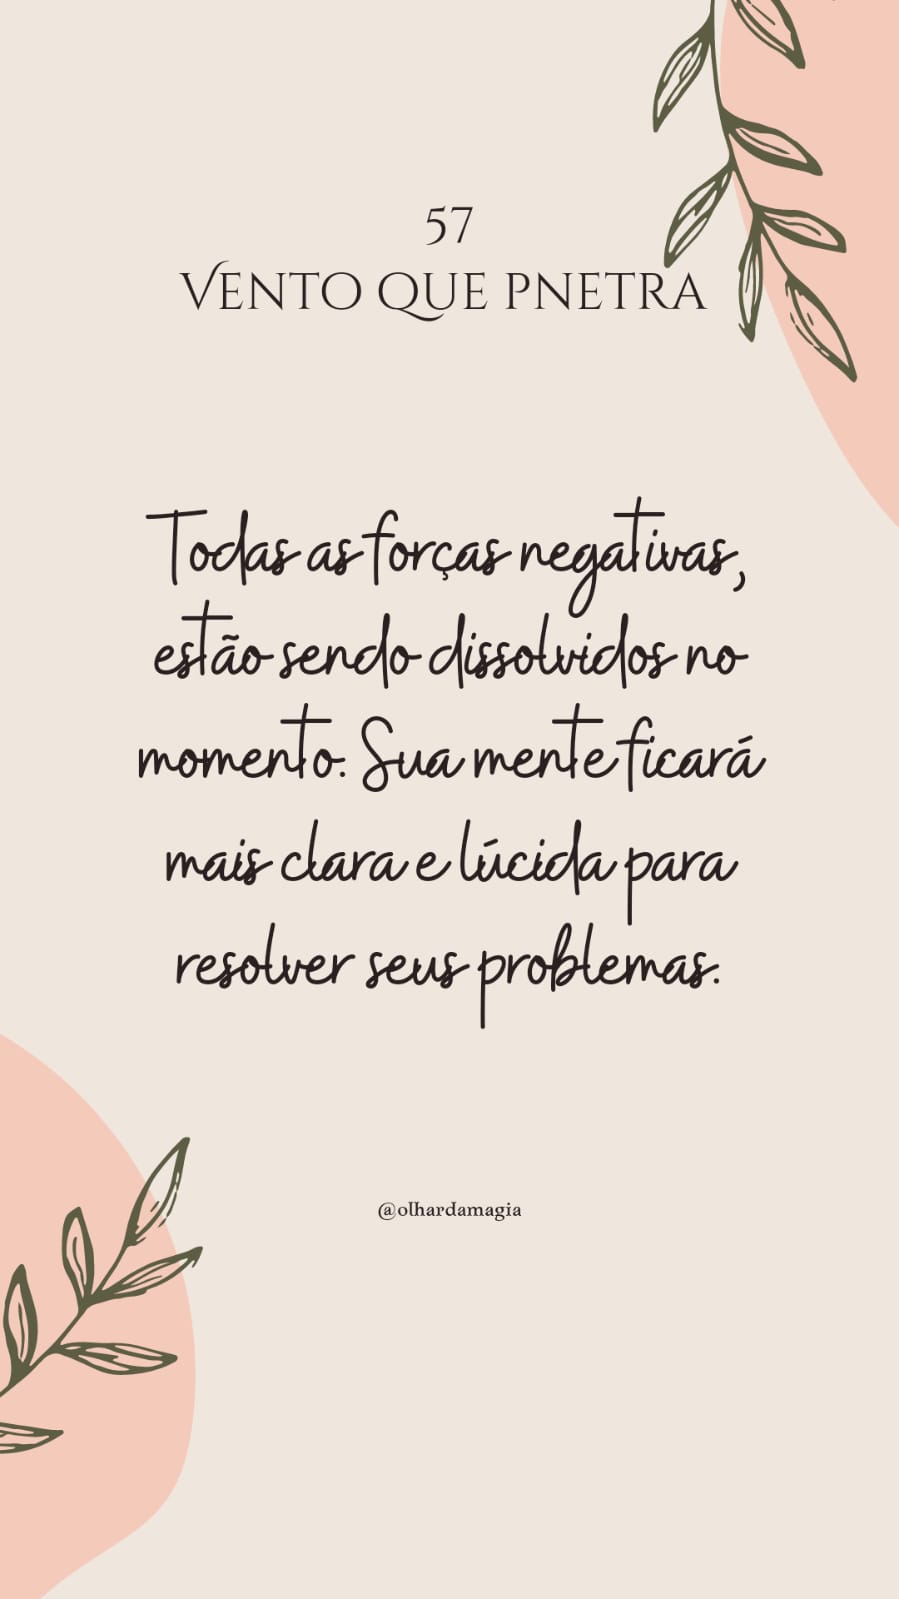 57
Vento que pnetra
Todas as forças negativas,
estão sendo dissolvidos no
momento. Sua mente ficará
mais clara e lúcida para
resolver seus problemas.
@olhardamagia